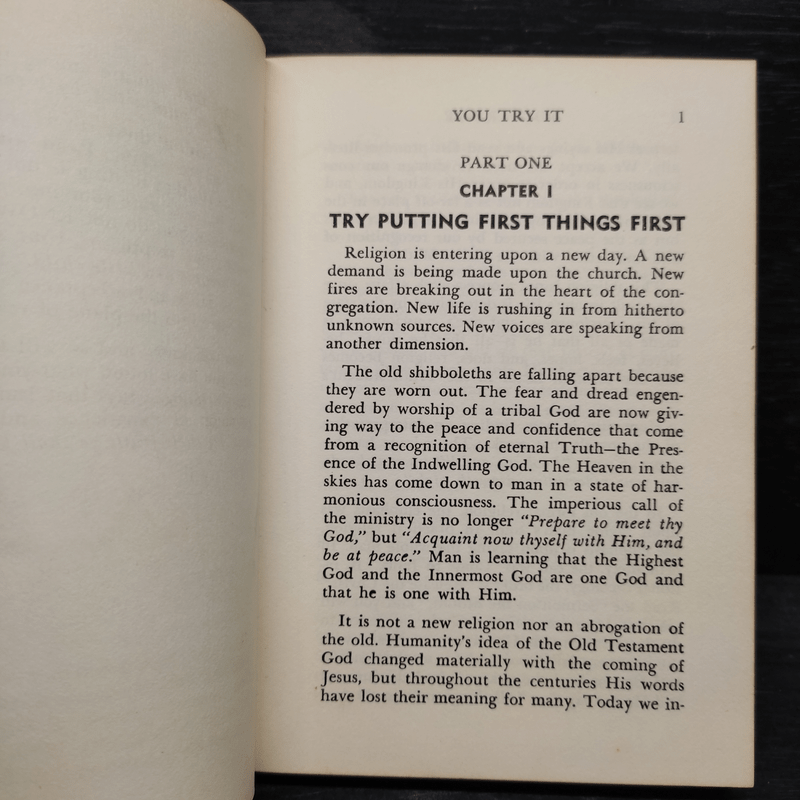 YOU TRY IT 1
PART ONE
CHAPTER I
TRY PUTTING FIRST THINGS FIRST
Religion is entering upon a new day. A new
demand is being made upon the church. New
fires are breaking out in the heart of the con-
gregation. New life is rushing in from hitherto
unknown sources. New voices are speaking from
another dimension.
The old shibboleths are falling apart because
they are worn out. The fear and dread engen-
dered by worship of a tribal God are now giv-
ing way to the peace and confidence that come
from a recognition of eternal Truth—the Pres-
ence of the Indwelling God. The Heaven in the
skies has come down to man in a state of har-
monious consciousness. The imperious call of
the ministry is no longer "Prepare to meet thy
God," but "Acquaint now thyself with Him, and
be at peace." Man is learning that the Highest
God and the Innermost God are one God and
that he is one with Him.
It is not a new religion nor an abrogation of
the old. Humanity's idea of the Old Testament
God changed materially with the coming of
Jesus, but throughout the centuries His words
have lost their meaning for many. Today we in-